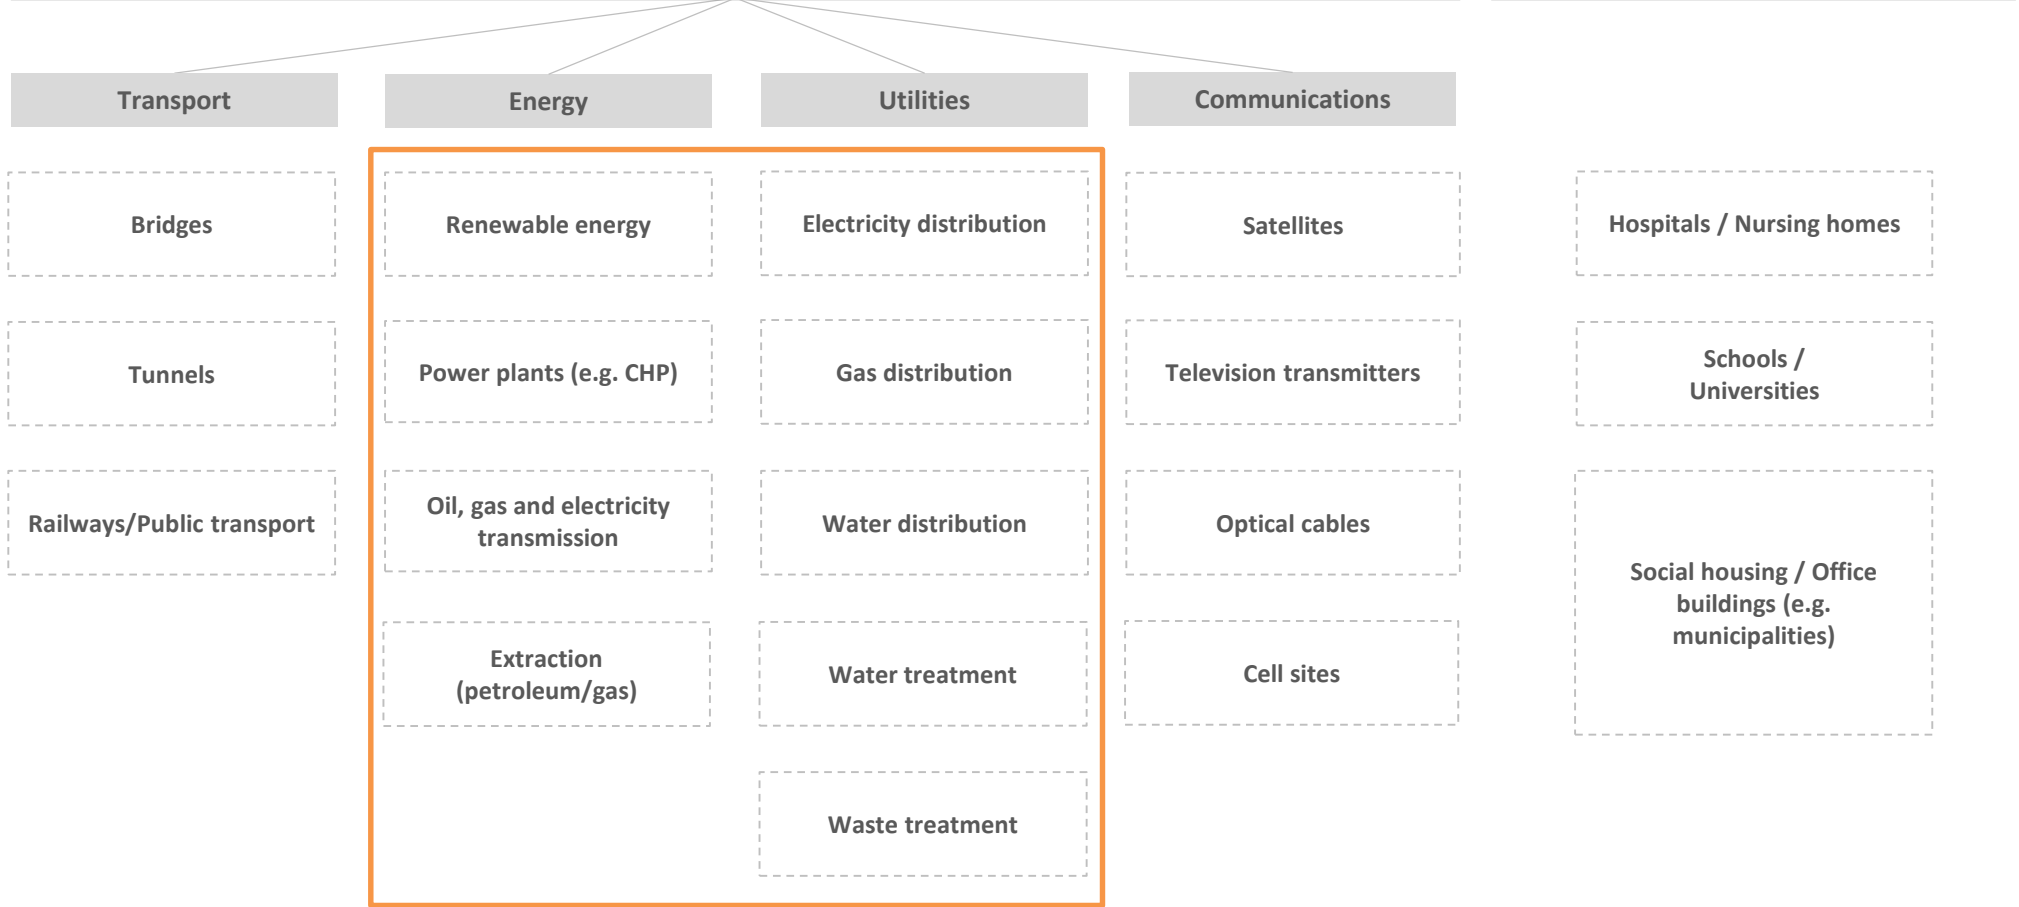 Transport
Energy
Utilities
Communications
Bridges
Renewable energy
Electricity distribution
Satellites
Hospitals / Nursing homes
Tunnels
Power plants (e.g. CHP)
Gas distribution
Television transmitters
Schools /
Universities
Railways/Public transport
Oil, gas and electricity
transmission
Water distribution
Optical cables
Social housing / Office
buildings (e.g.
municipalities)
Extraction
(petroleum/gas)
Water treatment
Cell sites
Waste treatment